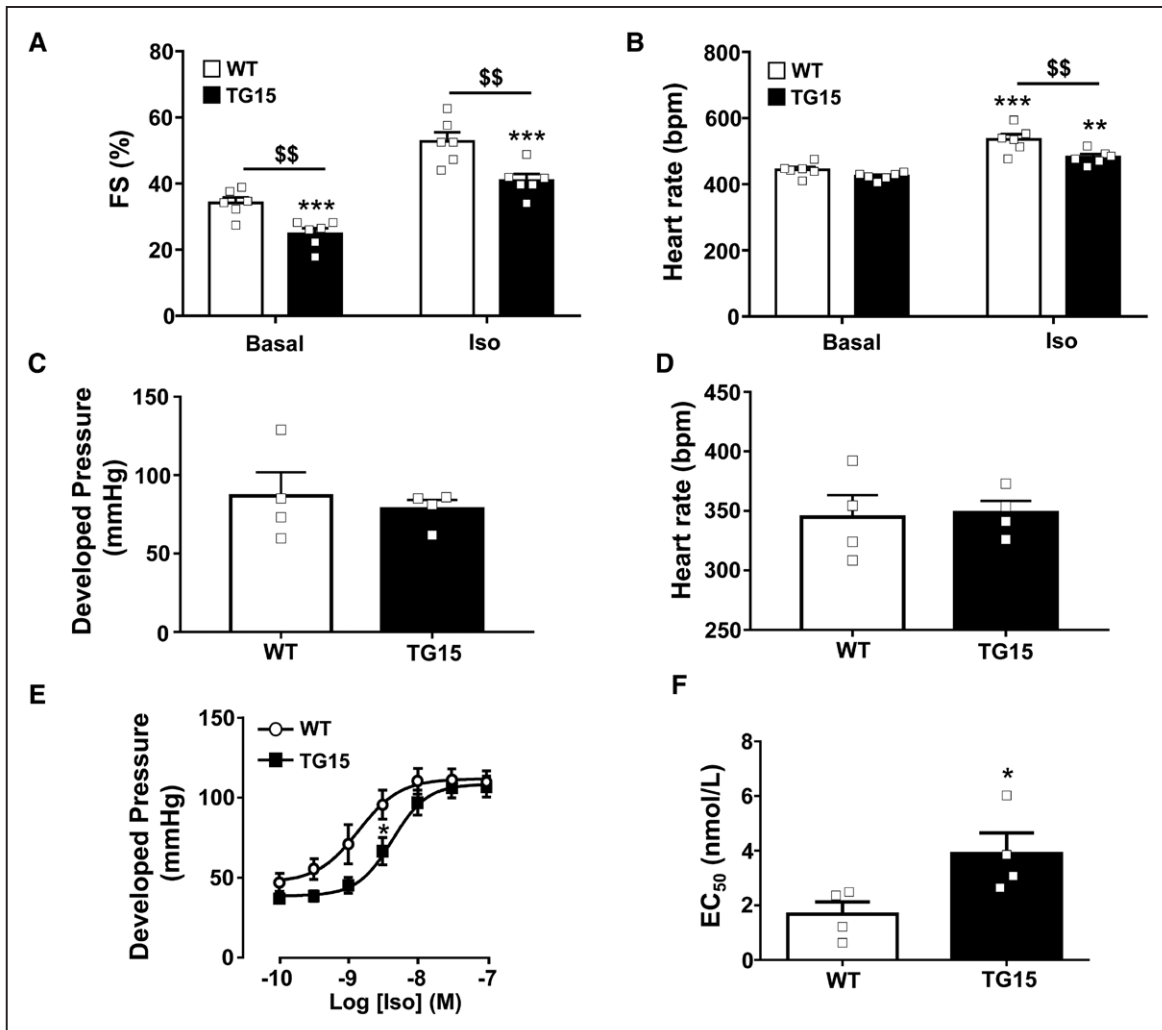 A
80
60
40
20
0
FS (%)
WT
TG15
$$
***
$$
***
Basal
Iso
B
800
600
400
200
0
Heart rate (bpm)
WT
TG15
***
$$
**
Basal
Iso
C
150
100
50
0
Developed Pressure
(mmHg)
WT
TG15
D
450
400
350
300
250
Heart rate (bpm)
WT
TG15
E
150
100
50
0
Developed Pressure
(mmHg)
WT
TG15
*
-10
-9
-8
-7
Log [Iso] (M)
F
8
6
4
2
0
EC50 (nmol/L)
*
WT
TG15